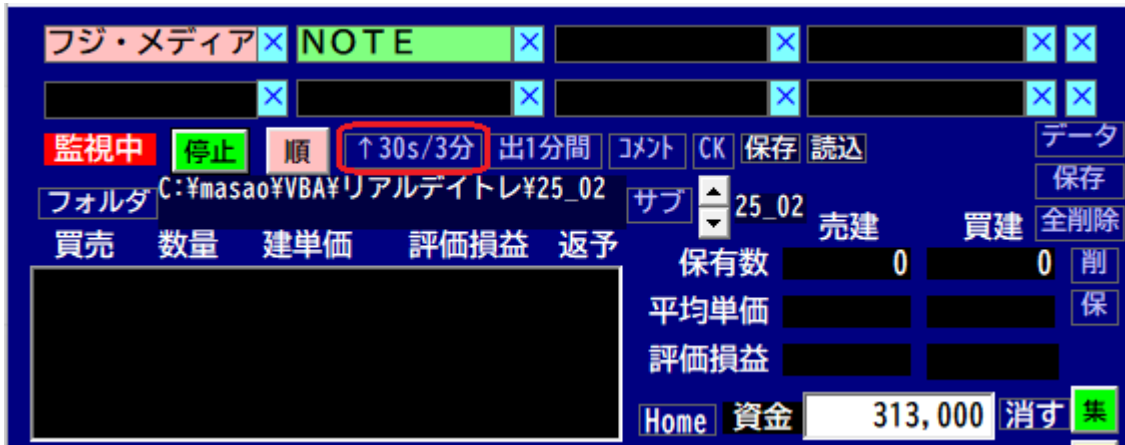 フジ・メディア × NOTE × × × ×
× × × × ×
監視中 停止 順 ↑30s/3分 出1分間 ｺﾒﾝﾄ CK 保存 読込 データ
フォルダ C:¥masao¥VBA¥リアルデイトレ¥25_02 サブ 25_02 保存
買売 数量 建単価 評価損益 返予 売建 買建 全削除
保有数 0 0 削
平均単価 保
評価損益
Home 資金 313,000 消す 集